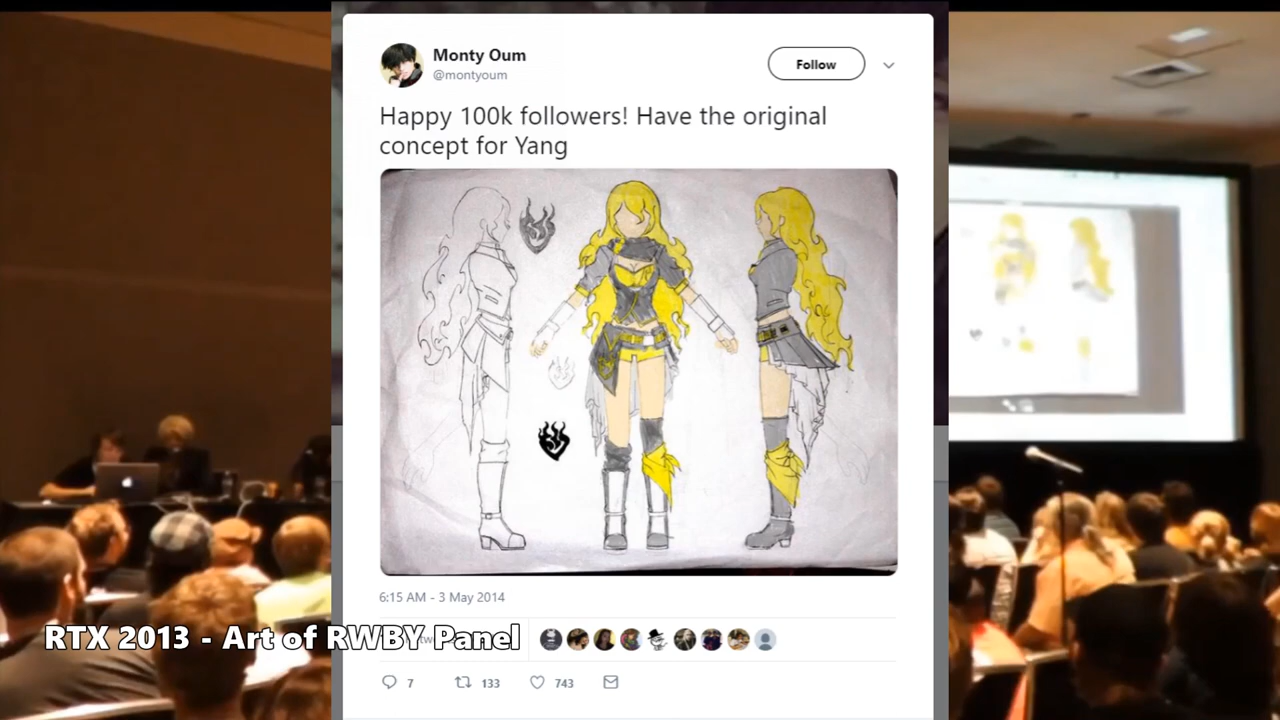 Monty Oum
@montyoum
Follow
Happy 100k followers! Have the original
concept for Yang
6:15 AM - 3 May 2014
RTX 2013 - Art of RWBY Panel
7
133
743